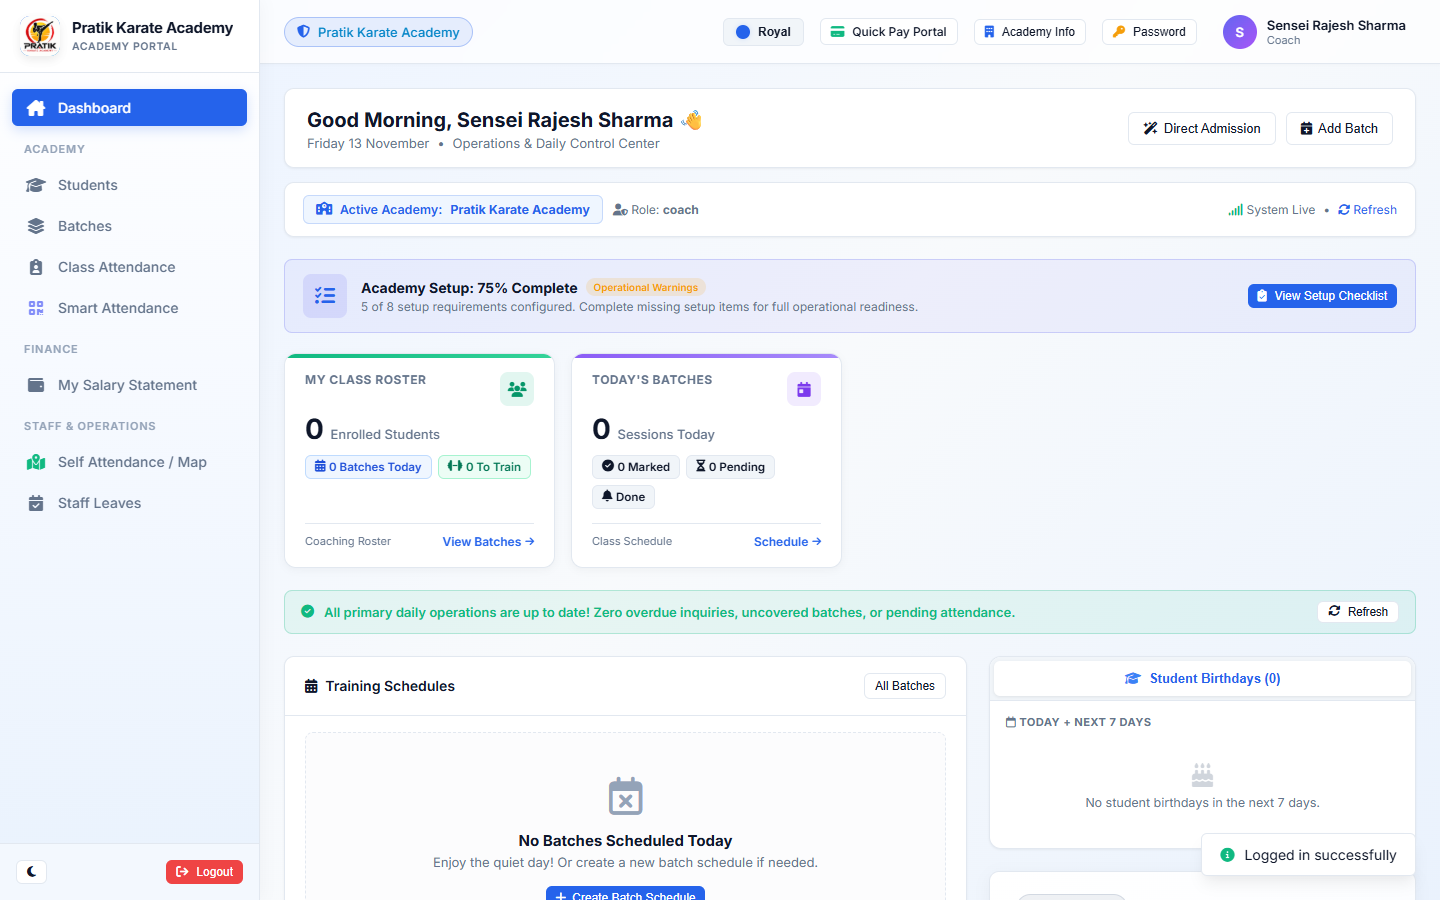 PRATIK
Pratik Karate Academy
ACADEMY PORTAL
Pratik Karate Academy
Royal
Quick Pay Portal
Academy Info
Password
S
Sensei Rajesh Sharma
Coach
Dashboard
ACADEMY
Students
Batches
Class Attendance
Smart Attendance
FINANCE
My Salary Statement
STAFF & OPERATIONS
Self Attendance / Map
Staff Leaves
Logout
Good Morning, Sensei Rajesh Sharma 👋
Friday 13 November • Operations & Daily Control Center
Direct Admission
Add Batch
Active Academy: Pratik Karate Academy
Role: coach
System Live • Refresh
Academy Setup: 75% Complete Operational Warnings
5 of 8 setup requirements configured. Complete missing setup items for full operational readiness.
View Setup Checklist
MY CLASS ROSTER
0 Enrolled Students
0 Batches Today
0 To Train
Coaching Roster
View Batches →
TODAY'S BATCHES
0 Sessions Today
0 Marked
0 Pending
Done
Class Schedule
Schedule →
All primary daily operations are up to date! Zero overdue inquiries, uncovered batches, or pending attendance.
Refresh
Training Schedules
All Batches
No Batches Scheduled Today
Enjoy the quiet day! Or create a new batch schedule if needed.
+ Create Batch Schedule
Student Birthdays (0)
TODAY + NEXT 7 DAYS
No student birthdays in the next 7 days.
Logged in successfully